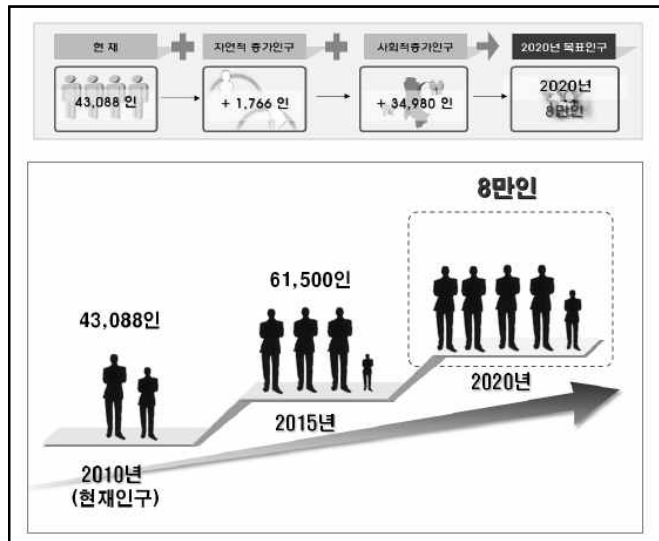 현 재
자연적 증가인구
사회적증가인구
2020년 목표인구
43,088 인
+ 1,766 인
+ 34,980 인
2020년
8만인
8만인
61,500인
43,088인
2020년
2015년
2010년
(현재인구)